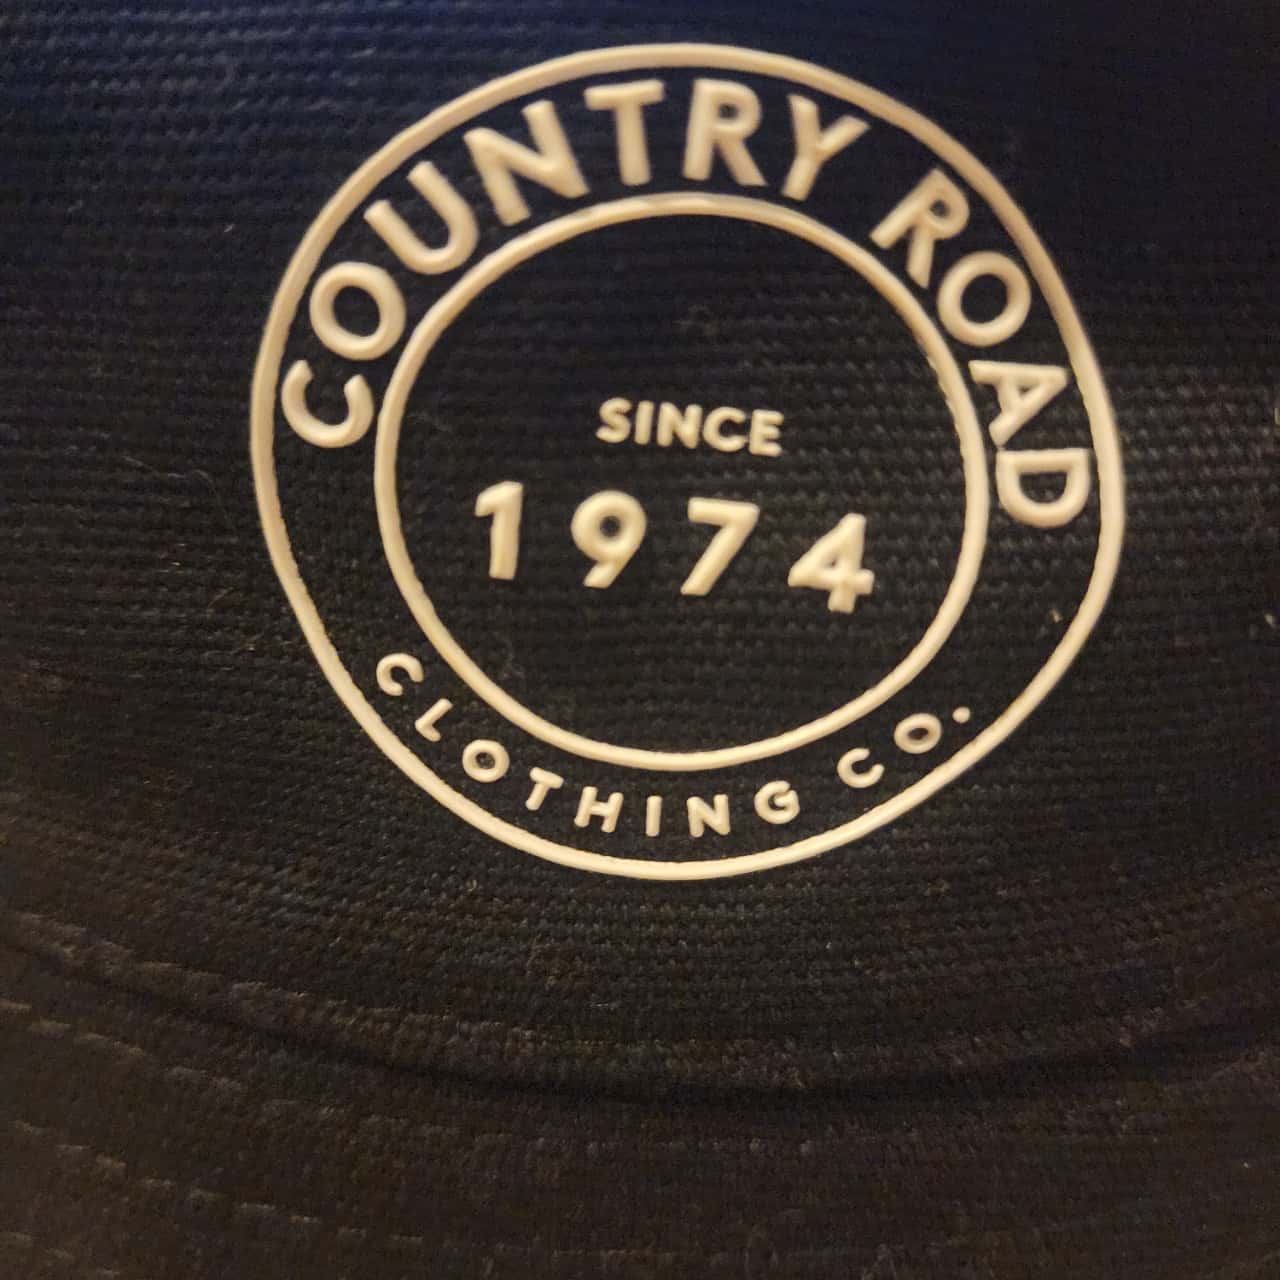 COUNTRY ROAD
SINCE
1974
CLOTHING CO.